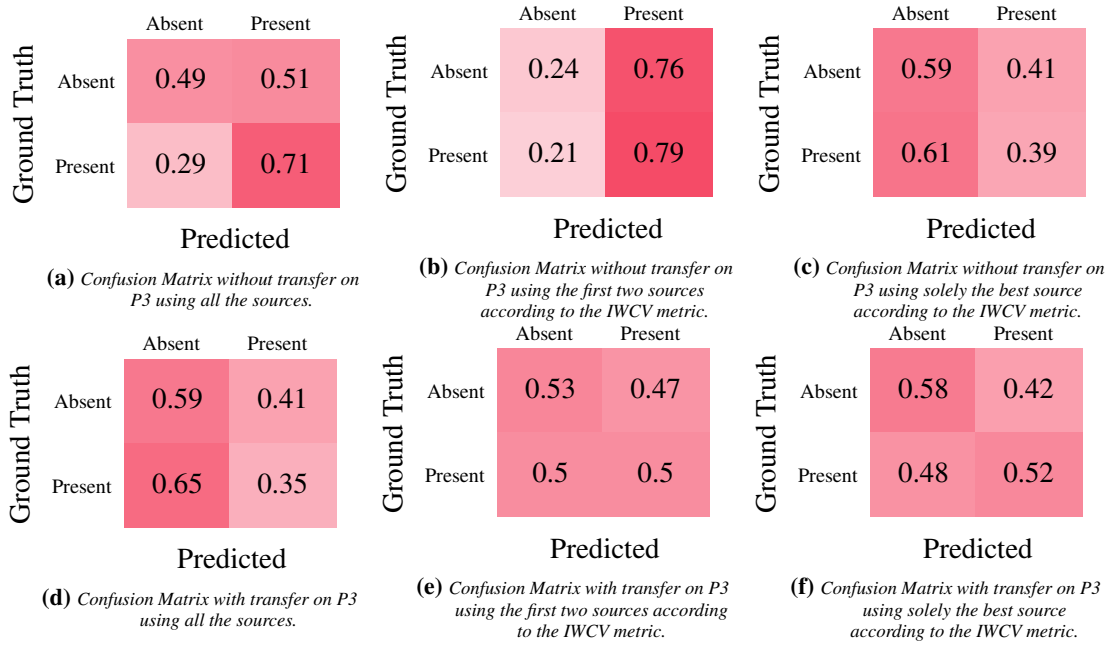 Absent Present
Ground Truth
Absent 0.49 0.51
Present 0.29 0.71
Predicted
(a) Confusion Matrix without transfer on
P3 using all the sources.
Absent Present
Ground Truth
Absent 0.24 0.76
Present 0.21 0.79
Predicted
(b) Confusion Matrix without transfer on
P3 using the first two sources
according to the IWCV metric.
Absent Present
Ground Truth
Absent 0.59 0.41
Present 0.61 0.39
Predicted
(c) Confusion Matrix without transfer on
P3 using solely the best source
according to the IWCV metric.
Absent Present
Ground Truth
Absent 0.59 0.41
Present 0.65 0.35
Predicted
(d) Confusion Matrix with transfer on P3
using all the sources.
Absent Present
Ground Truth
Absent 0.53 0.47
Present 0.5 0.5
Predicted
(e) Confusion Matrix with transfer on P3
using the first two sources according
to the IWCV metric.
Absent Present
Ground Truth
Absent 0.58 0.42
Present 0.48 0.52
Predicted
(f) Confusion Matrix with transfer on P3
using solely the best source
according to the IWCV metric.